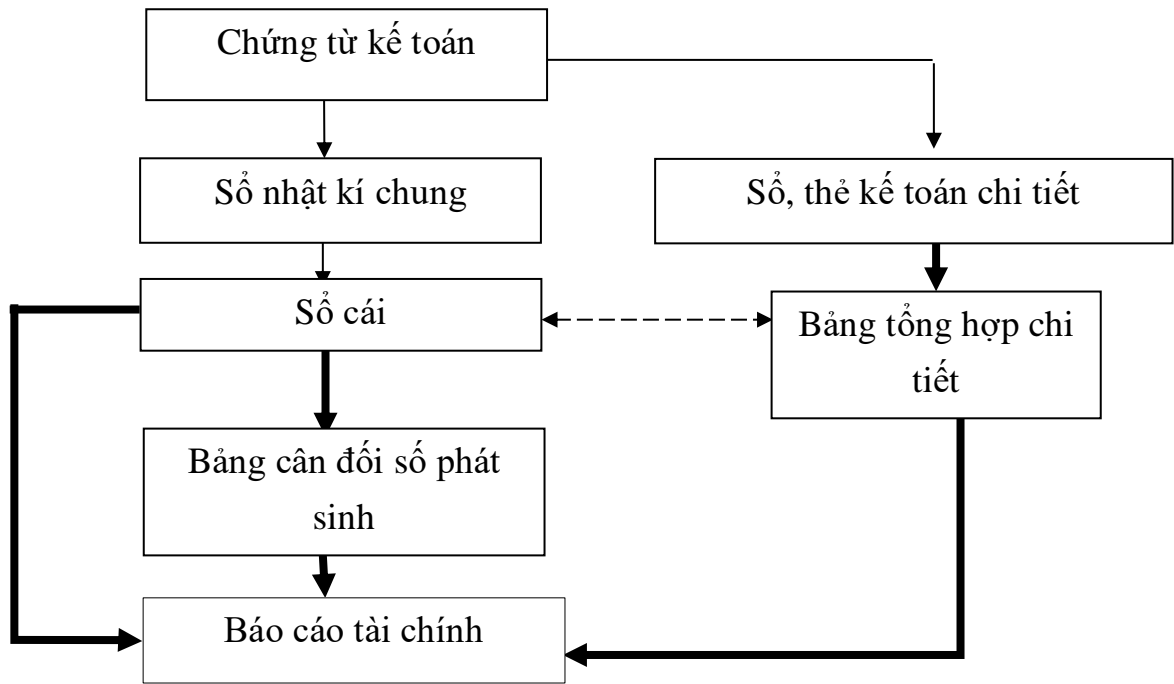 Chứng từ kế toán
Sổ nhật kí chung
Sổ, thẻ kế toán chi tiết
Sổ cái
Bảng tổng hợp chi
tiết
Bảng cân đối số phát
sinh
Báo cáo tài chính